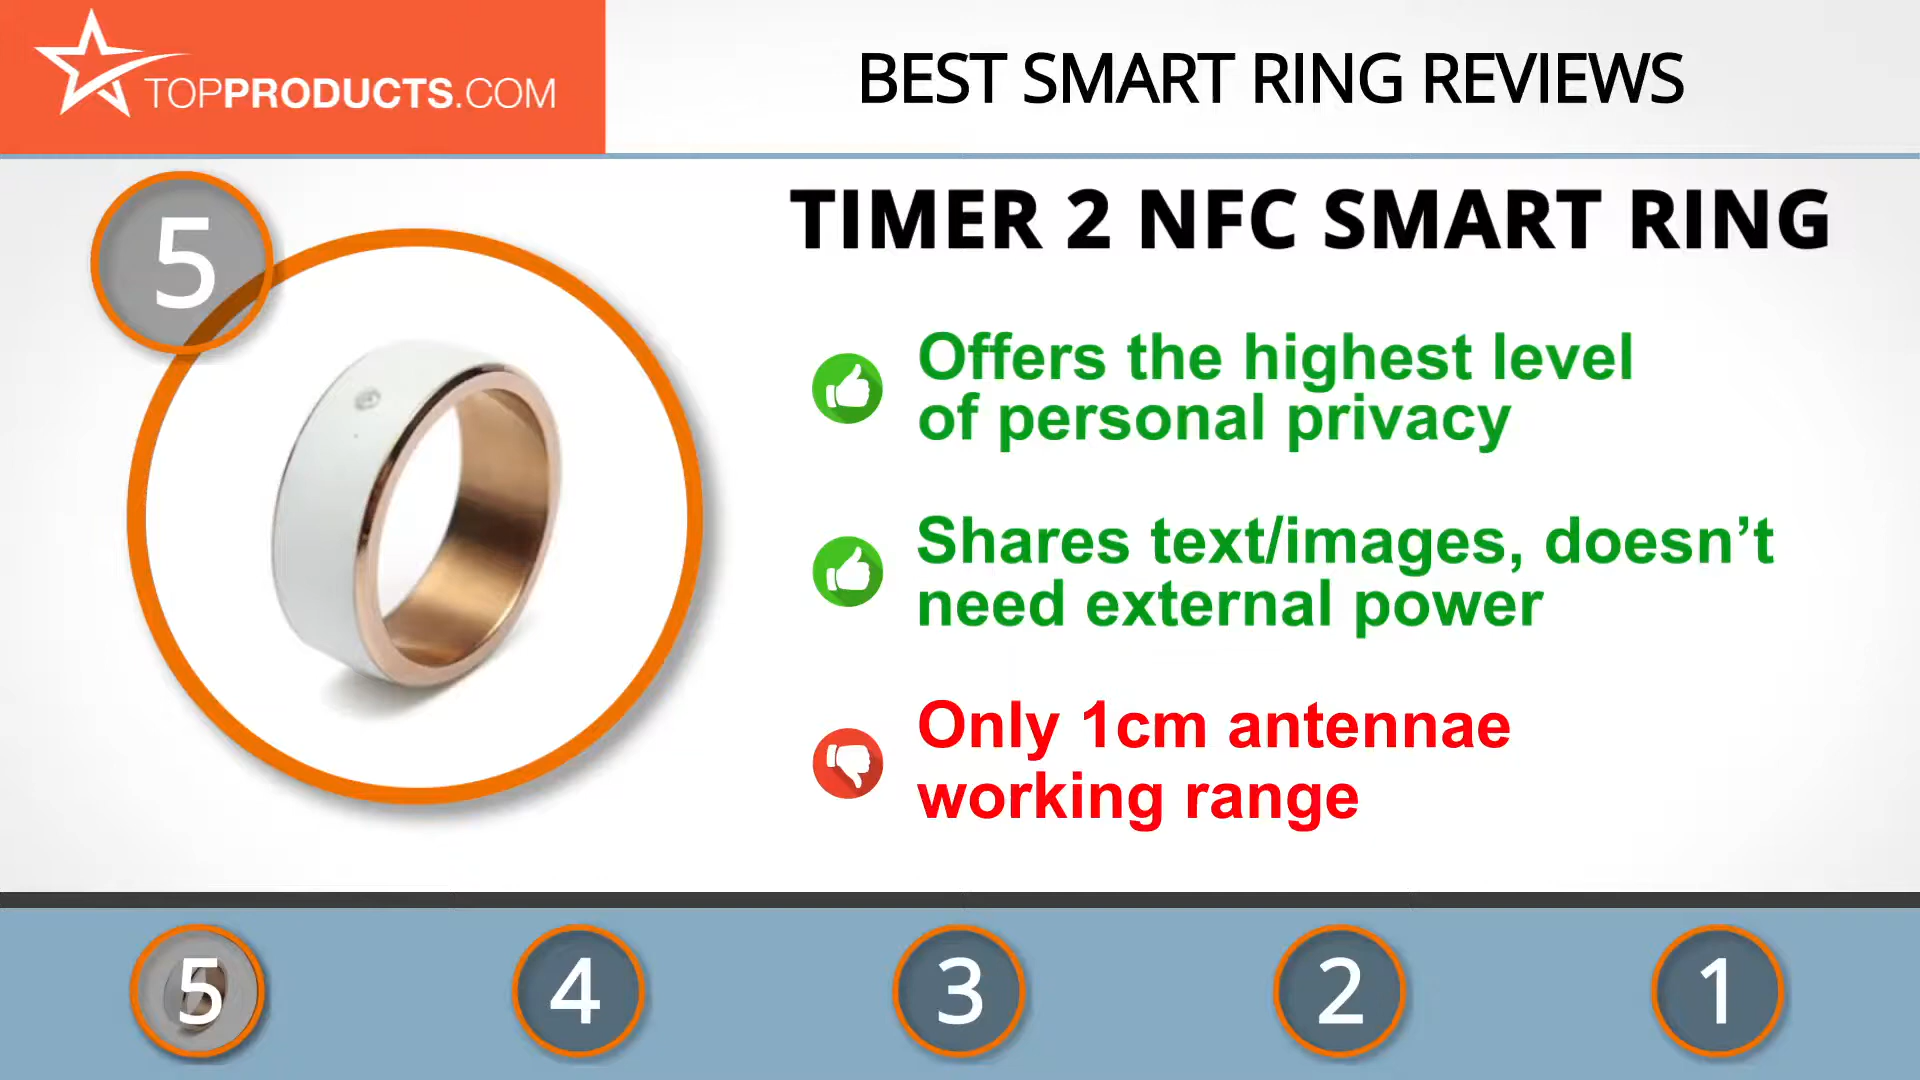 TOPPRODUCTS.COM
BEST SMART RING REVIEWS
5
TIMER 2 NFC SMART RING
Offers the highest level
of personal privacy
Shares text/images, doesn’t
need external power
Only 1cm antennae
working range
5 4 3 2 1